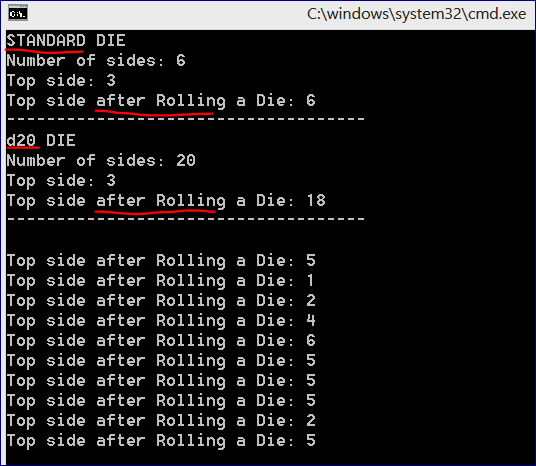 C:\windows\system32\cmd.exe
STANDARD DIE
Number of sides: 6
Top side: 3
Top side after Rolling a Die: 6
------------------------------------
d20 DIE
Number of sides: 20
Top side: 3
Top side after Rolling a Die: 18
------------------------------------
Top side after Rolling a Die: 5
Top side after Rolling a Die: 1
Top side after Rolling a Die: 2
Top side after Rolling a Die: 4
Top side after Rolling a Die: 6
Top side after Rolling a Die: 5
Top side after Rolling a Die: 5
Top side after Rolling a Die: 5
Top side after Rolling a Die: 2
Top side after Rolling a Die: 5